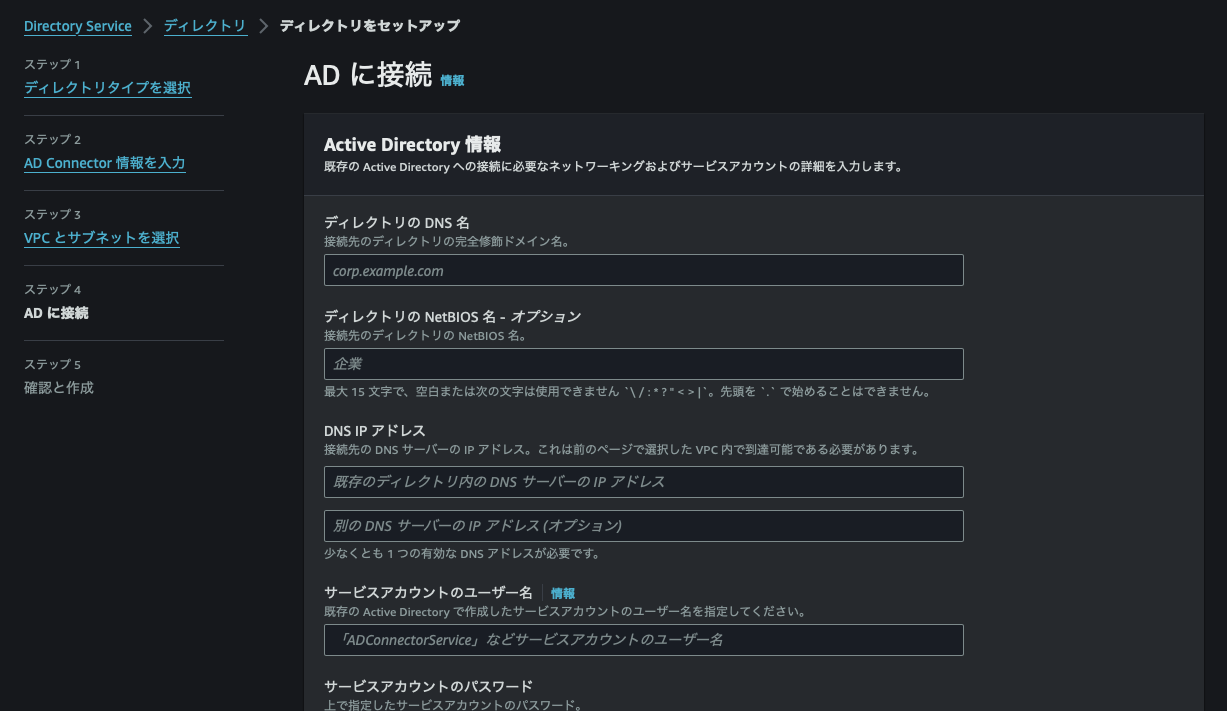 Directory Service > ディレクトリ > ディレクトリをセットアップ
ステップ 1
ディレクトリタイプを選択
ステップ 2
AD Connector 情報を入力
ステップ 3
VPC とサブネットを選択
ステップ 4
AD に接続
ステップ 5
確認と作成
AD に接続 情報
Active Directory 情報
既存の Active Directory への接続に必要なネットワーキングおよびサービスアカウントの詳細を入力します。
ディレクトリの DNS 名
接続先のディレクトリの完全修飾ドメイン名。
corp.example.com
ディレクトリの NetBIOS 名 - オプション
接続先のディレクトリの NetBIOS 名。
企業
最大 15 文字で、空白または次の文字は使用できません `\ / : * ? " < > |`。先頭を `.` で始めることはできません。
DNS IP アドレス
接続先の DNS サーバーの IP アドレス。これは前のページで選択した VPC 内で到達可能である必要があります。
既存のディレクトリ内の DNS サーバーの IP アドレス
別の DNS サーバーの IP アドレス (オプション)
少なくとも 1 つの有効な DNS アドレスが必要です。
サービスアカウントのユーザー名 | 情報
既存の Active Directory で作成したサービスアカウントのユーザー名を指定してください。
「ADConnectorService」などサービスアカウントのユーザー名
サービスアカウントのパスワード
上で指定したサービスアカウントのパスワード。